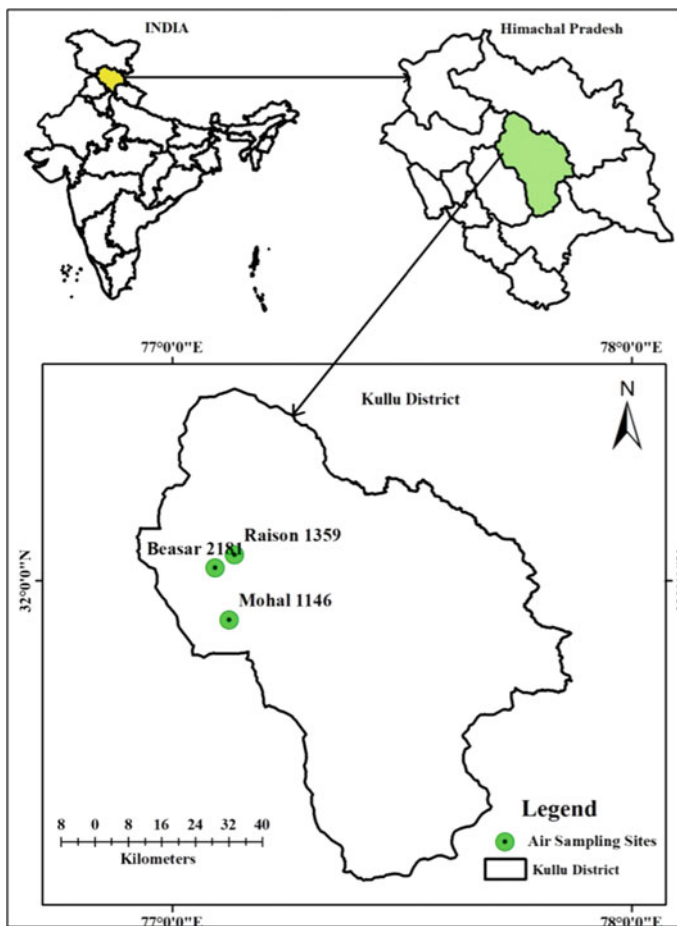 INDIA
Himachal Pradesh
77°0'0"E
78°0'0"E
Kullu District
N
Raison 1359
Beasar 2181
32°0'0"N
Mohal 1146
8 0 8 16 24 32 40
Kilometers
Legend
Air Sampling Sites
Kullu District
77°0'0"E
78°0'0"E